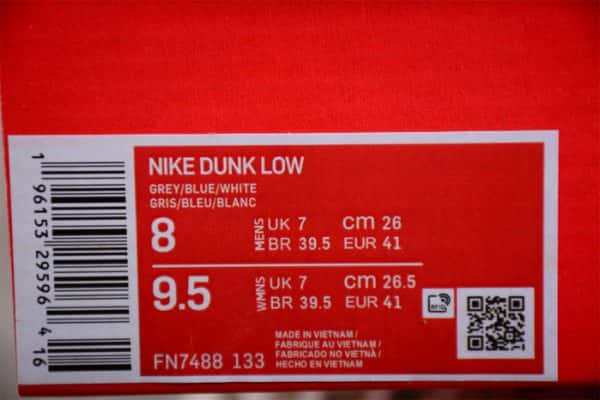 1 96153 29596 4 16
NIKE DUNK LOW
GREY/BLUE/WHITE
GRIS/BLEU/BLANC
8 MENS UK 7 cm 26
BR 39.5 EUR 41
9.5 WMNS UK 7 cm 26.5
BR 39.5 EUR 41
MADE IN VIETNAM/
FABRIQUE AU VIETNAM/
FABRICADO NO VIETNÃ/
HECHO EN VIETNAM
FN7488 133